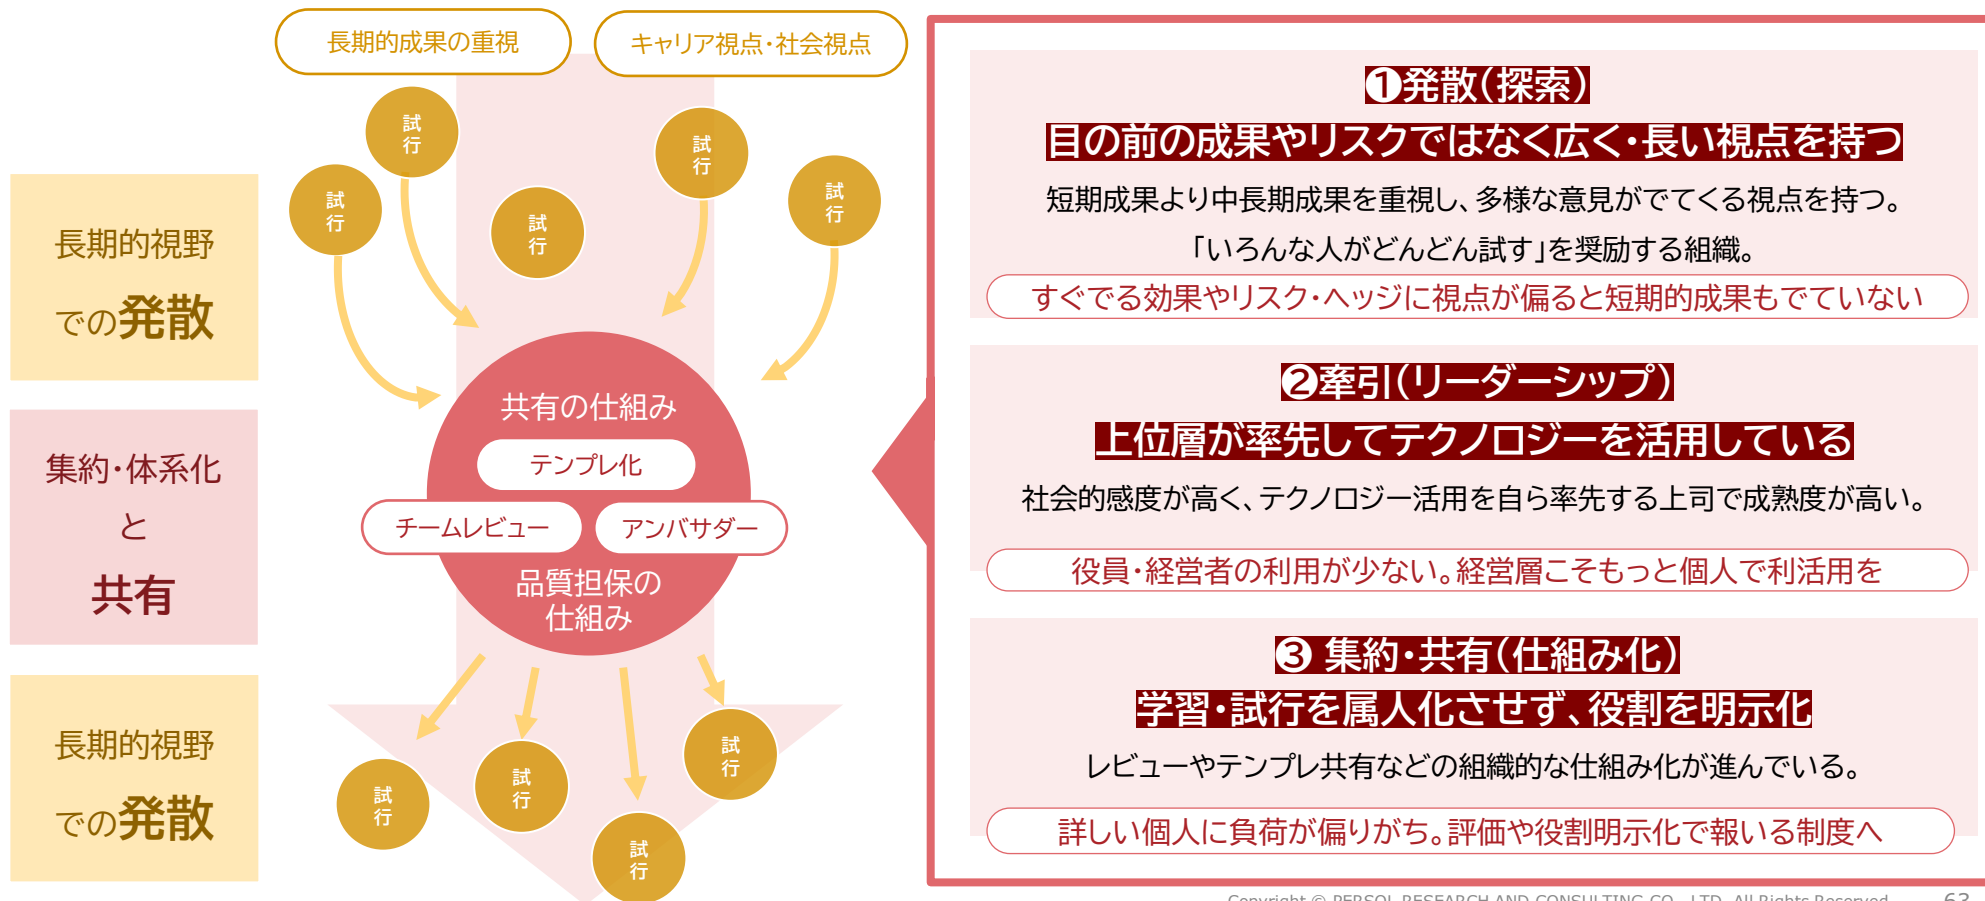 長期的成果の重視
キャリア視点・社会視点
試
行
試
行
試
行
試
行
試
行
長期的視野
での発散
集約・体系化
と
共有
長期的視野
での発散
共有の仕組み
テンプレ化
チームレビュー
アンバサダー
品質担保の
仕組み
試
行
試
行
試
行
試
行
❶発散(探索)
目の前の成果やリスクではなく広く・長い視点を持つ
短期成果より中長期成果を重視し、多様な意見がでてくる視点を持つ。
「いろんな人がどんどん試す」を奨励する組織。
すぐでる効果やリスク・ヘッジに視点が偏ると短期的成果もでていない
❷牽引(リーダーシップ)
上位層が率先してテクノロジーを活用している
社会的感度が高く、テクノロジー活用を自ら率先する上司で成熟度が高い。
役員・経営者の利用が少ない。経営層こそもっと個人で利活用を
❸ 集約・共有(仕組み化)
学習・試行を属人化させず、役割を明示化
レビューやテンプレ共有などの組織的な仕組み化が進んでいる。
詳しい個人に負荷が偏りがち。評価や役割明示化で報いる制度へ
Copyright © PERSOL RESEARCH AND CONSULTING CO., LTD. All Rights Reserved. 63